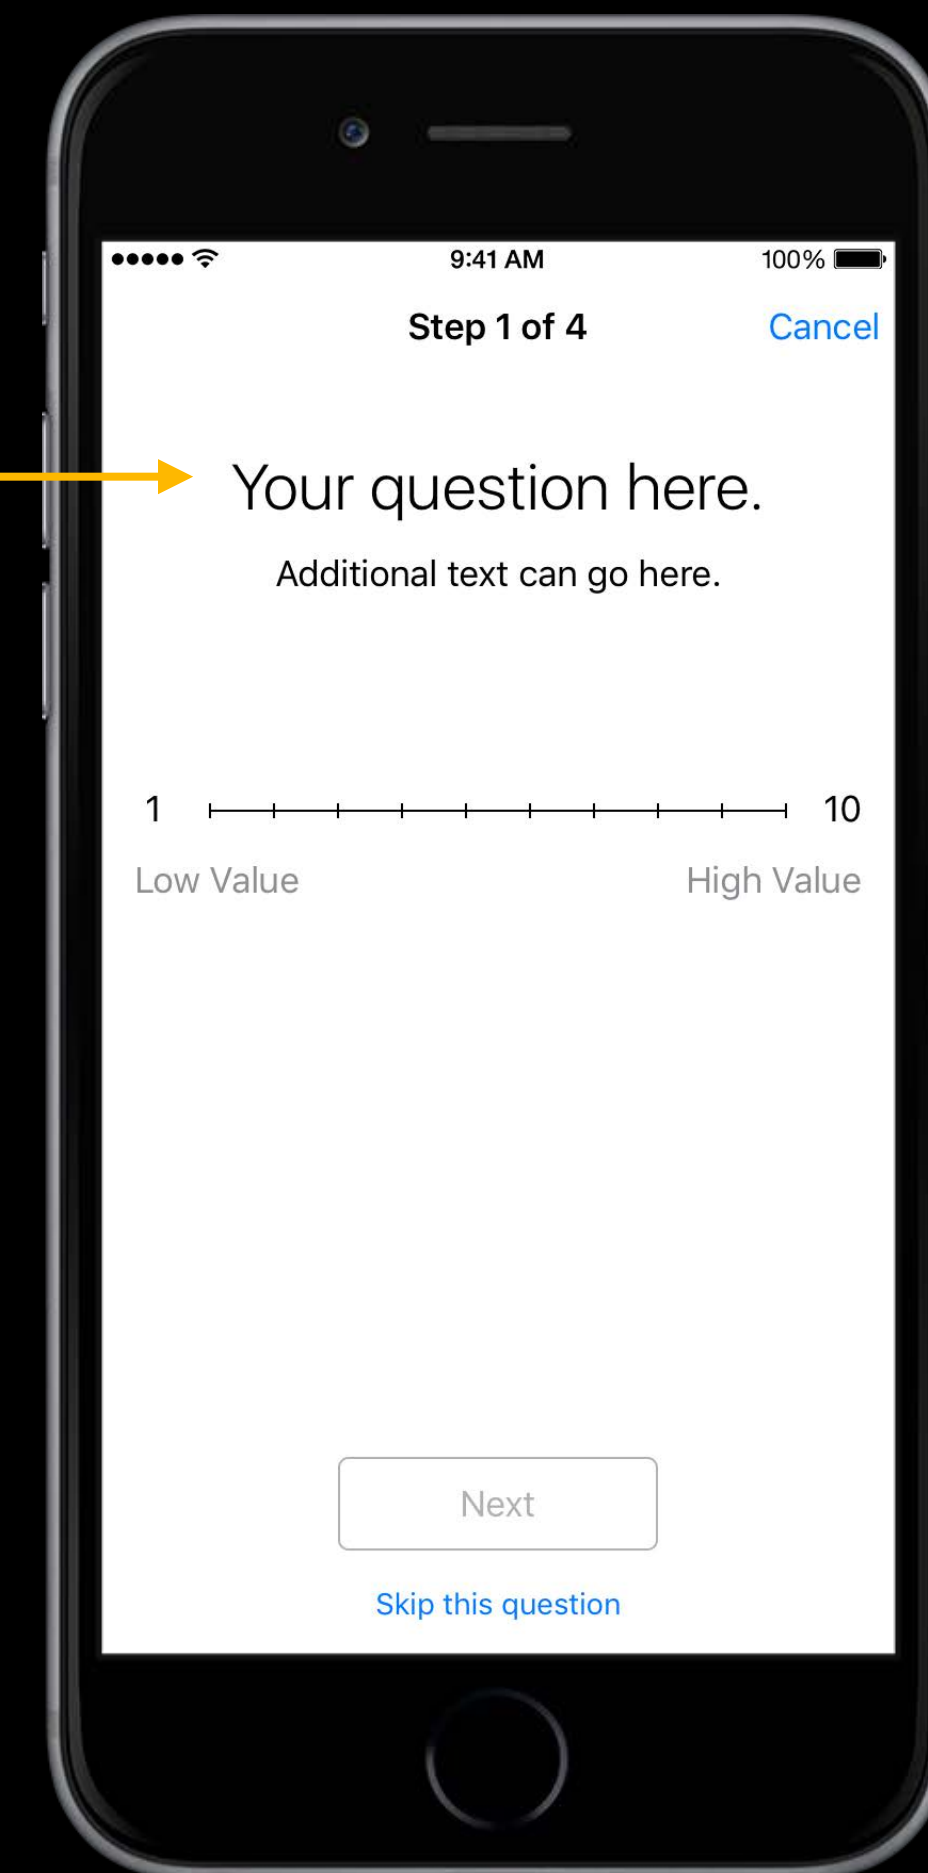 9:41 AM 100%
Step 1 of 4 Cancel
Your question here.
Additional text can go here.
1 10
Low Value High Value
Next
Skip this question